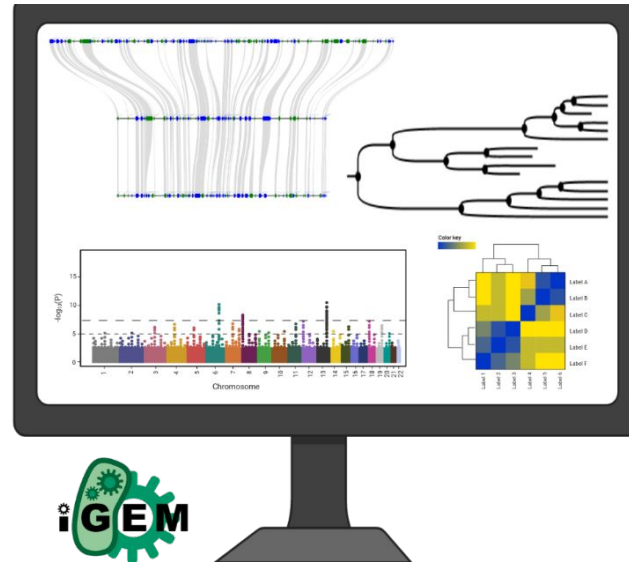 Color key
Label A
Label B
Label C
Label D
Label E
Label F
Label 1
Label 2
Label 3
Label 4
Label 5
Label 6
-log₁₀(P)
15
10
5
0
1 2 3 4 5 6 7 8 9 10 11 12 13 14 15 16 17 18 19 20 21 22
Chromosome
iGEM